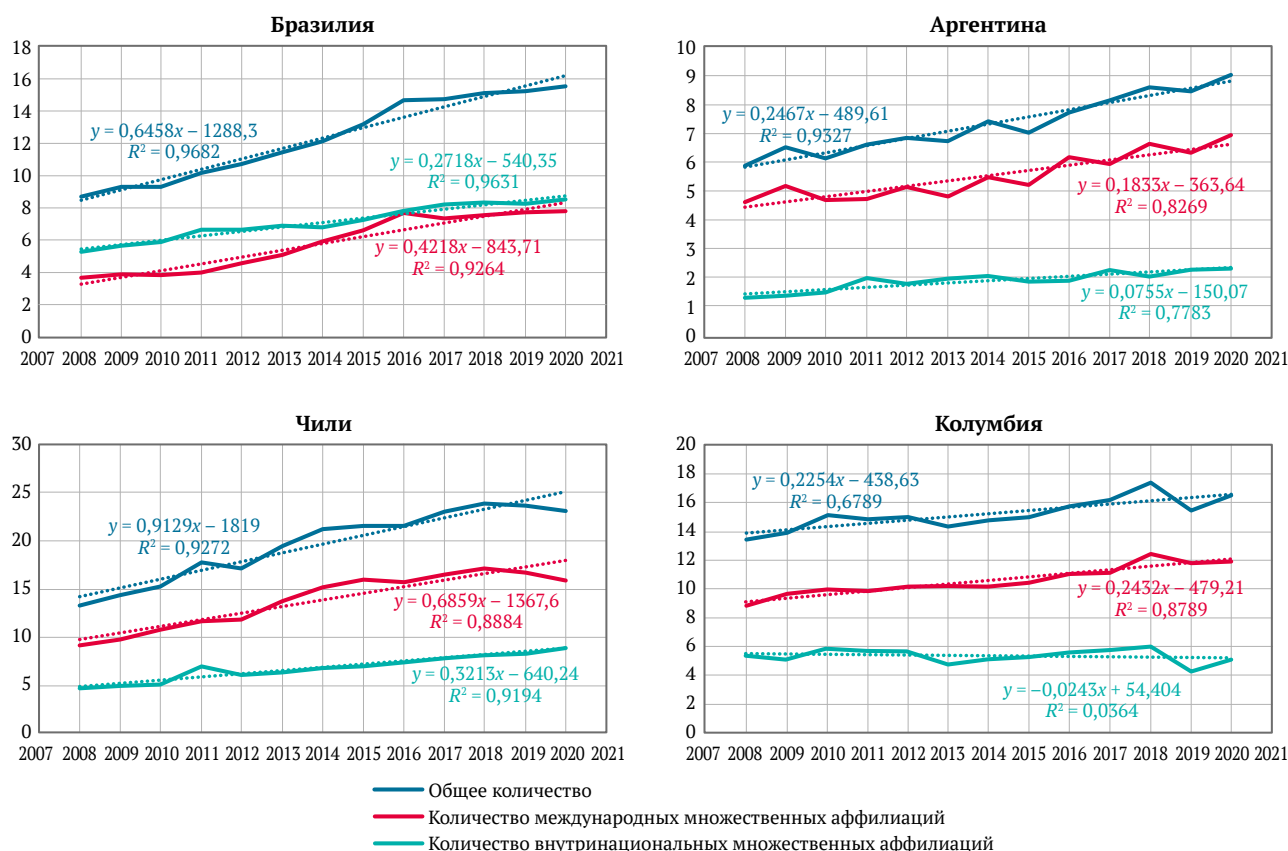 Бразилия
18
16
14
12
10
8
6
4
2
0
2007 2008 2009 2010 2011 2012 2013 2014 2015 2016 2017 2018 2019 2020 2021
y = 0,6458x – 1288,3
R² = 0,9682
y = 0,2718x – 540,35
R² = 0,9631
y = 0,4218x – 843,71
R² = 0,9264
Аргентина
10
9
8
7
6
5
4
3
2
1
0
2007 2008 2009 2010 2011 2012 2013 2014 2015 2016 2017 2018 2019 2020 2021
y = 0,2467x – 489,61
R² = 0,9327
y = 0,1833x – 363,64
R² = 0,8269
y = 0,0755x – 150,07
R² = 0,7783
Чили
30
25
20
15
10
5
0
2007 2008 2009 2010 2011 2012 2013 2014 2015 2016 2017 2018 2019 2020 2021
y = 0,9129x – 1819
R² = 0,9272
y = 0,6859x – 1367,6
R² = 0,8884
y = 0,3213x – 640,24
R² = 0,9194
Колумбия
20
18
16
14
12
10
8
6
4
2
0
2007 2008 2009 2010 2011 2012 2013 2014 2015 2016 2017 2018 2019 2020 2021
y = 0,2254x – 438,63
R² = 0,6789
y = 0,2432x – 479,21
R² = 0,8789
y = –0,0243x + 54,404
R² = 0,0364
Общее количество
Количество международных множественных аффилиаций
Количество внутринациональных множественных аффилиаций